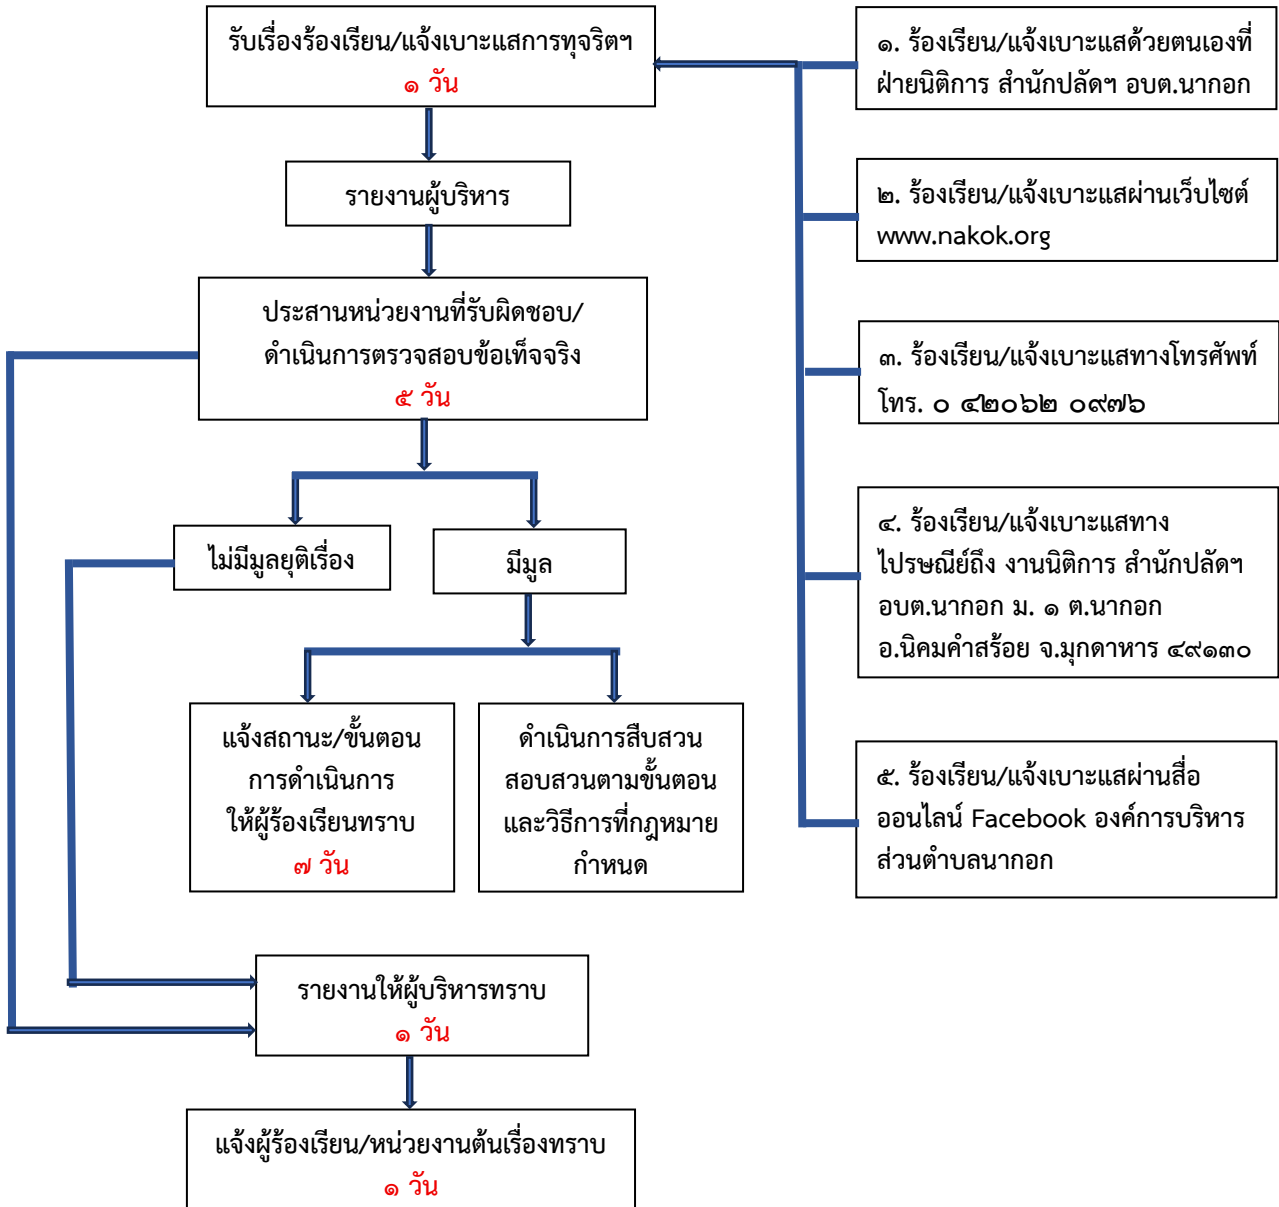 รับเรื่องร้องเรียน/แจ้งเบาะแสการทุจริตฯ
๑ วัน
รายงานผู้บริหาร
ประสานหน่วยงานที่รับผิดชอบ/
ดำเนินการตรวจสอบข้อเท็จจริง
๕ วัน
ไม่มีมูลยุติเรื่อง
มีมูล
แจ้งสถานะ/ขั้นตอน
การดำเนินการ
ให้ผู้ร้องเรียนทราบ
๗ วัน
ดำเนินการสืบสวน
สอบสวนตามขั้นตอน
และวิธีการที่กฎหมาย
กำหนด
รายงานให้ผู้บริหารทราบ
๑ วัน
แจ้งผู้ร้องเรียน/หน่วยงานต้นเรื่องทราบ
๑ วัน
๑. ร้องเรียน/แจ้งเบาะแสด้วยตนเองที่
ฝ่ายนิติการ สำนักปลัดฯ อบต.นากอก
๒. ร้องเรียน/แจ้งเบาะแสผ่านเว็บไซต์
www.nakok.org
๓. ร้องเรียน/แจ้งเบาะแสทางโทรศัพท์
โทร. ๐ ๔๒๐๖๒ ๐๙๗๖
๔. ร้องเรียน/แจ้งเบาะแสทาง
ไปรษณีย์ถึง งานนิติการ สำนักปลัดฯ
อบต.นากอก ม. ๑ ต.นากอก
อ.นิคมคำสร้อย จ.มุกดาหาร ๔๙๑๓๐
๕. ร้องเรียน/แจ้งเบาะแสผ่านสื่อ
ออนไลน์ Facebook องค์การบริหาร
ส่วนตำบลนากอก